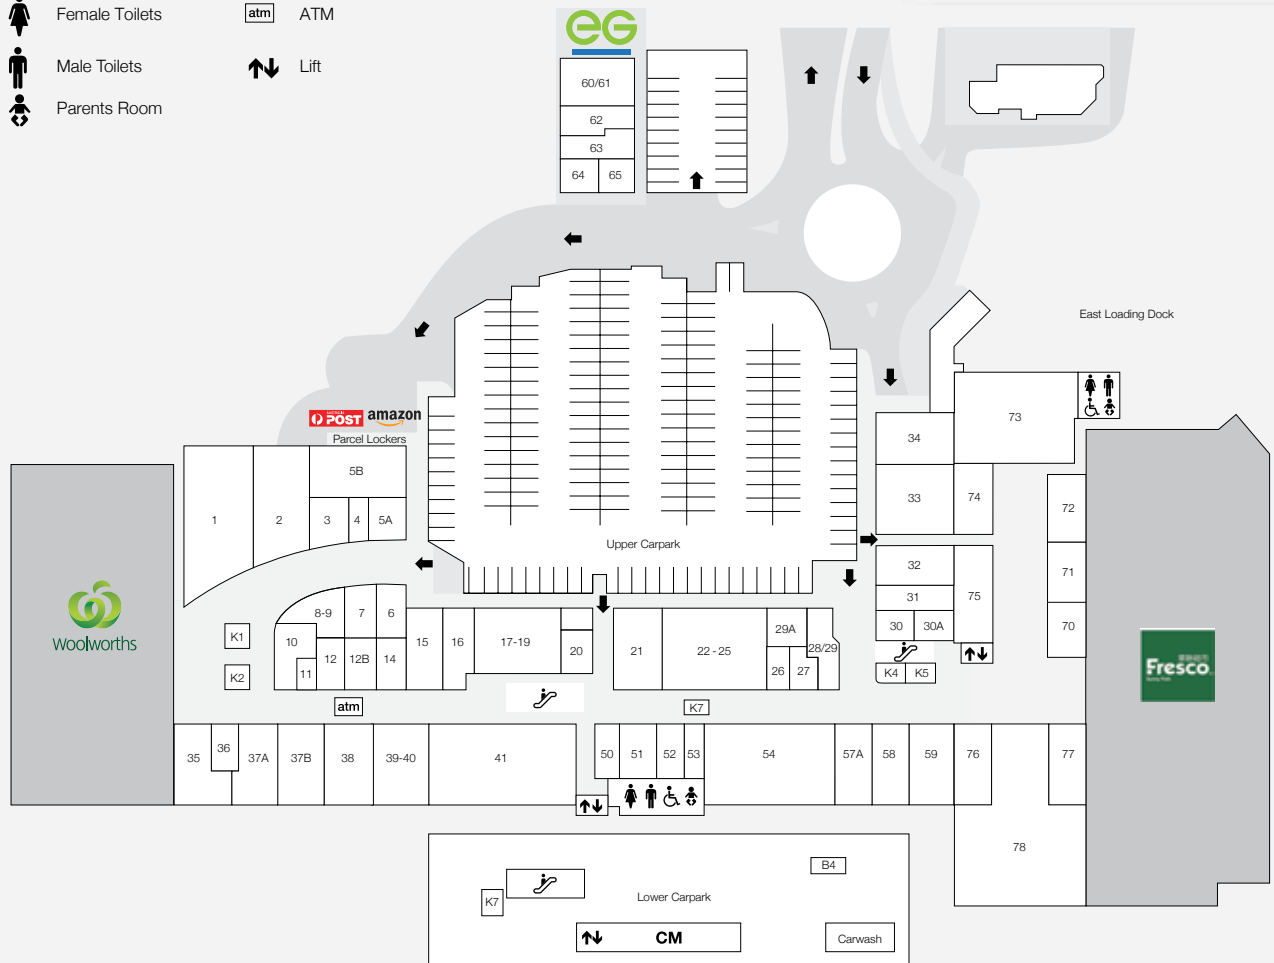 Female Toilets
atm ATM
Male Toilets
Lift
Parents Room
eG
60/61
62
63
64 65
East Loading Dock
POST amazon
Parcel Lockers
73
34
5B
33 74
72
1 2 3 4 5A
Upper Carpark
32
71
31
75
8-9 7 6
30 30A
70
K1
10
15 16 17-19
29A
28/29
Woolworths
20 21 22 - 25
12 12B 14
11
26 27
K4 K5
Fresco
K2
atm
K7
35 36 37A 37B 38 39-40 41
50 51 52 53 54 57A 58 59 76 77
78
B4
K7
Lower Carpark
CM
Carwash